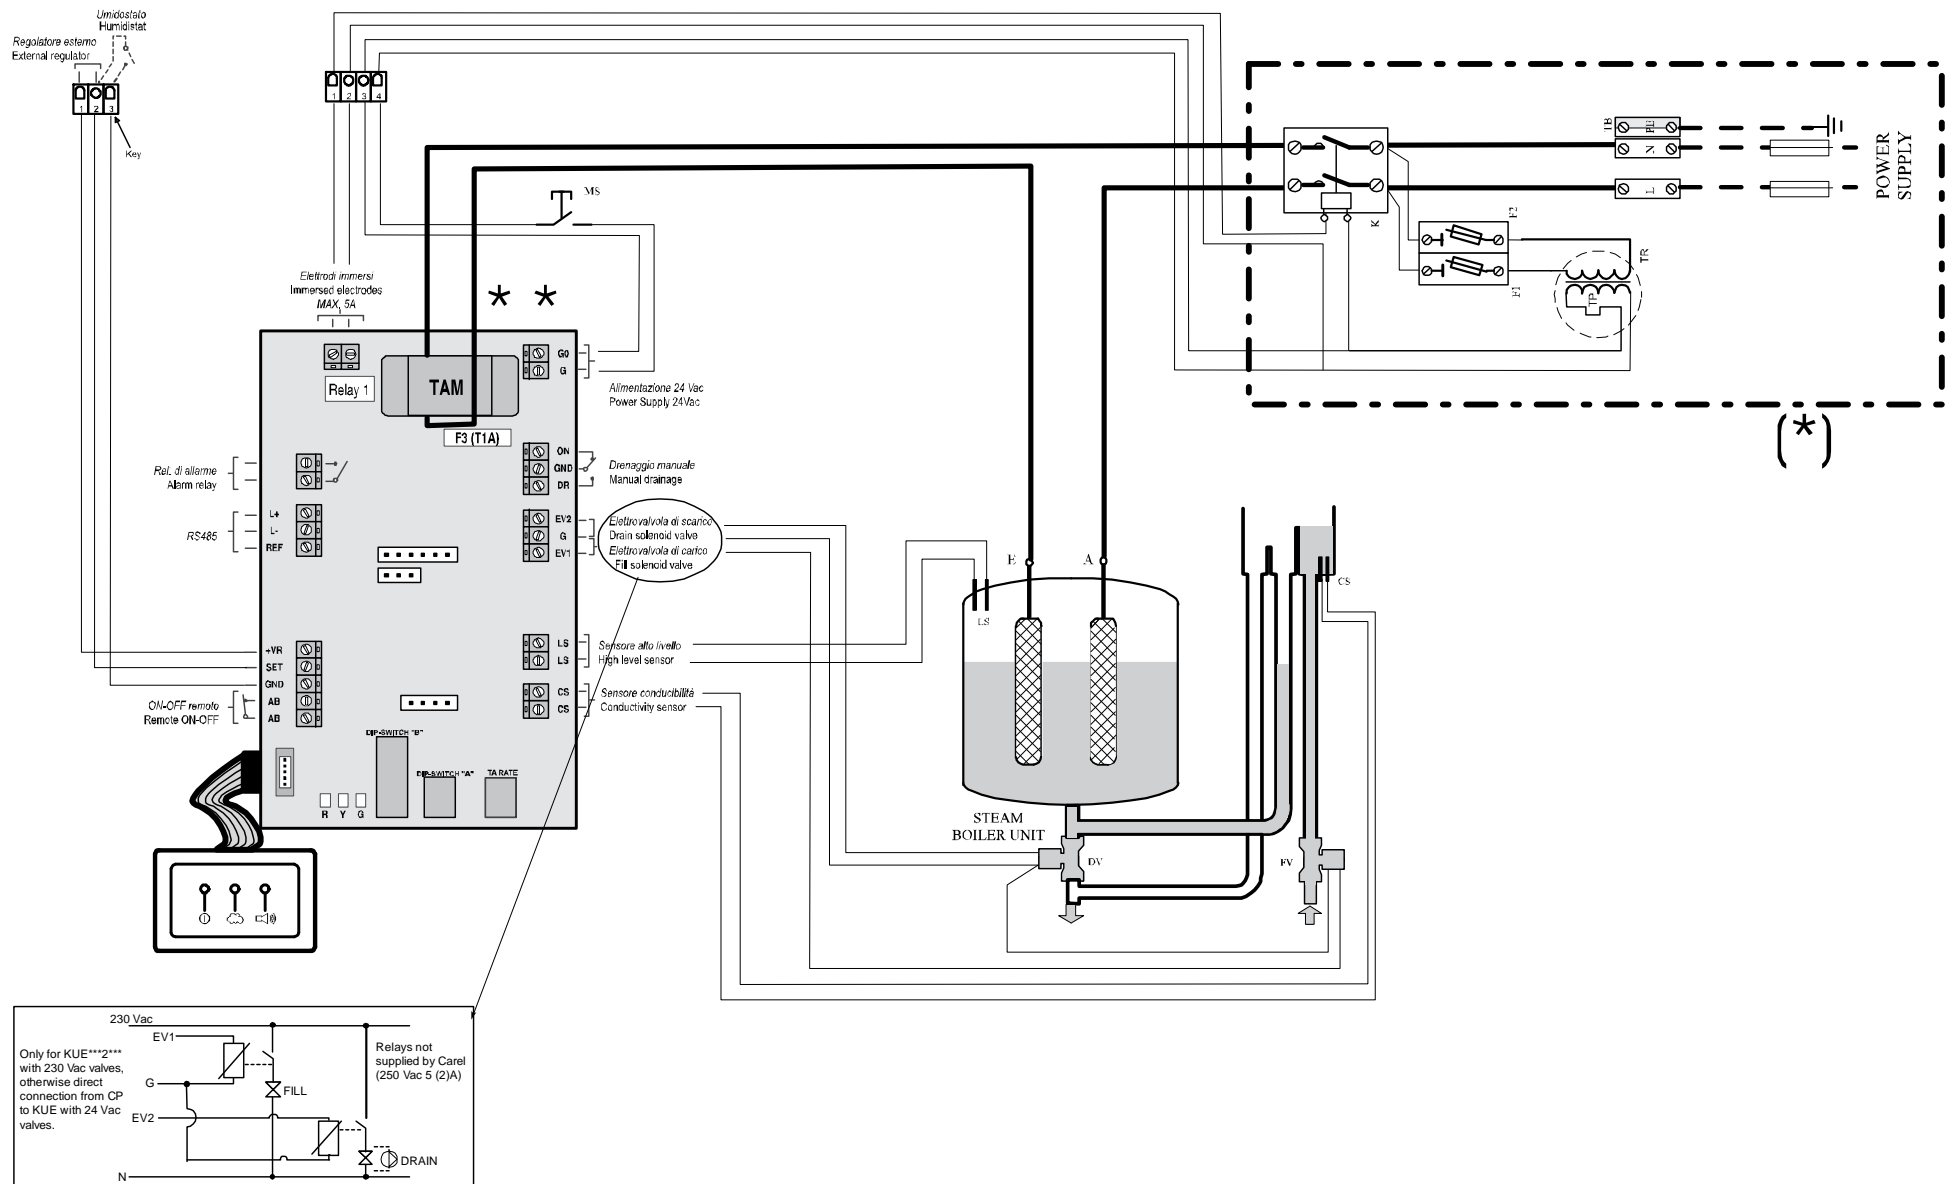 Umidostato
Humidistat
Regolatore esterno
External regulator
1 2 3
Key
1 2 3 4
MS
Elettrodi immersi
Immersed electrodes
MAX. 5A
* *
Relay 1
TAM
F3 (T1A)
G0
G
Alimentazione 24 Vac
Power Supply 24Vac
ON
GND
DR
Drenaggio manuale
Manual drainage
Rel. di allarme
Alarm relay
L+
L-
REF
RS485
EV2
G
EV1
Elettrovalvola di scarico
Drain solenoid valve
Elettrovalvola di carico
Fill solenoid valve
+VR
SET
GND
AB
AB
ON-OFF remoto
Remote ON-OFF
LS
LS
Sensore alto livello
High level sensor
CS
CS
Sensore conducibilità
Conductivity sensor
DIP-SWITCH "B"
DIP-SWITCH "A"
TA RATE
R Y G
TB
PE
N
L
POWER
SUPPLY
K
F2
F1
TR
TP
(*)
E
A
LS
CS
STEAM
BOILER UNIT
DV
FV
230 Vac
EV1
G
EV2
N
Only for KUE***2***
with 230 Vac valves,
otherwise direct
connection from CP
to KUE with 24 Vac
valves.
FILL
DRAIN
Relays not
supplied by Carel
(250 Vac 5 (2)A)